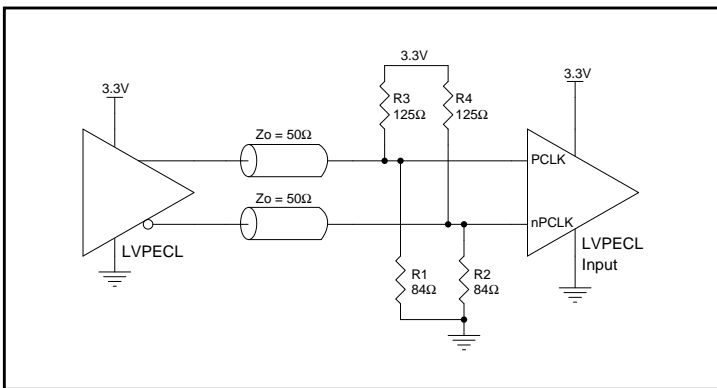 3.3V
3.3V
3.3V
R3
125Ω
R4
125Ω
Zo = 50Ω
PCLK
Zo = 50Ω
nPCLK
LVPECL
LVPECL
Input
R1
84Ω
R2
84Ω